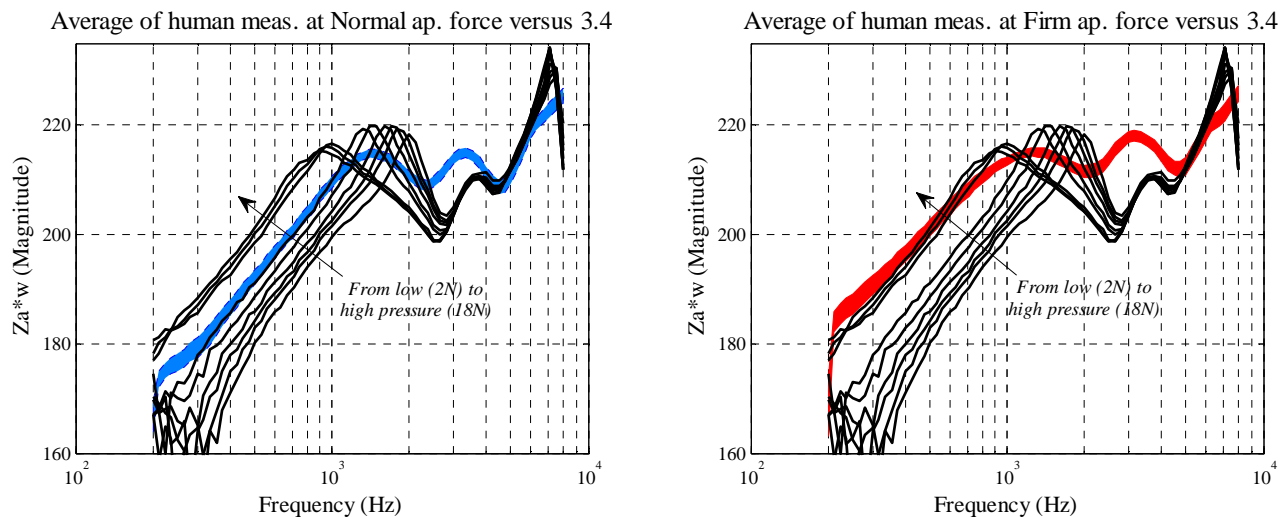 Average of human meas. at Normal ap. force versus 3.4
220
200
180
160
Za*w (Magnitude)
From low (2N) to
high pressure (18N)
10^2
10^3
10^4
Frequency (Hz)
Average of human meas. at Firm ap. force versus 3.4
220
200
180
160
Za*w (Magnitude)
From low (2N) to
high pressure (18N)
10^2
10^3
10^4
Frequency (Hz)